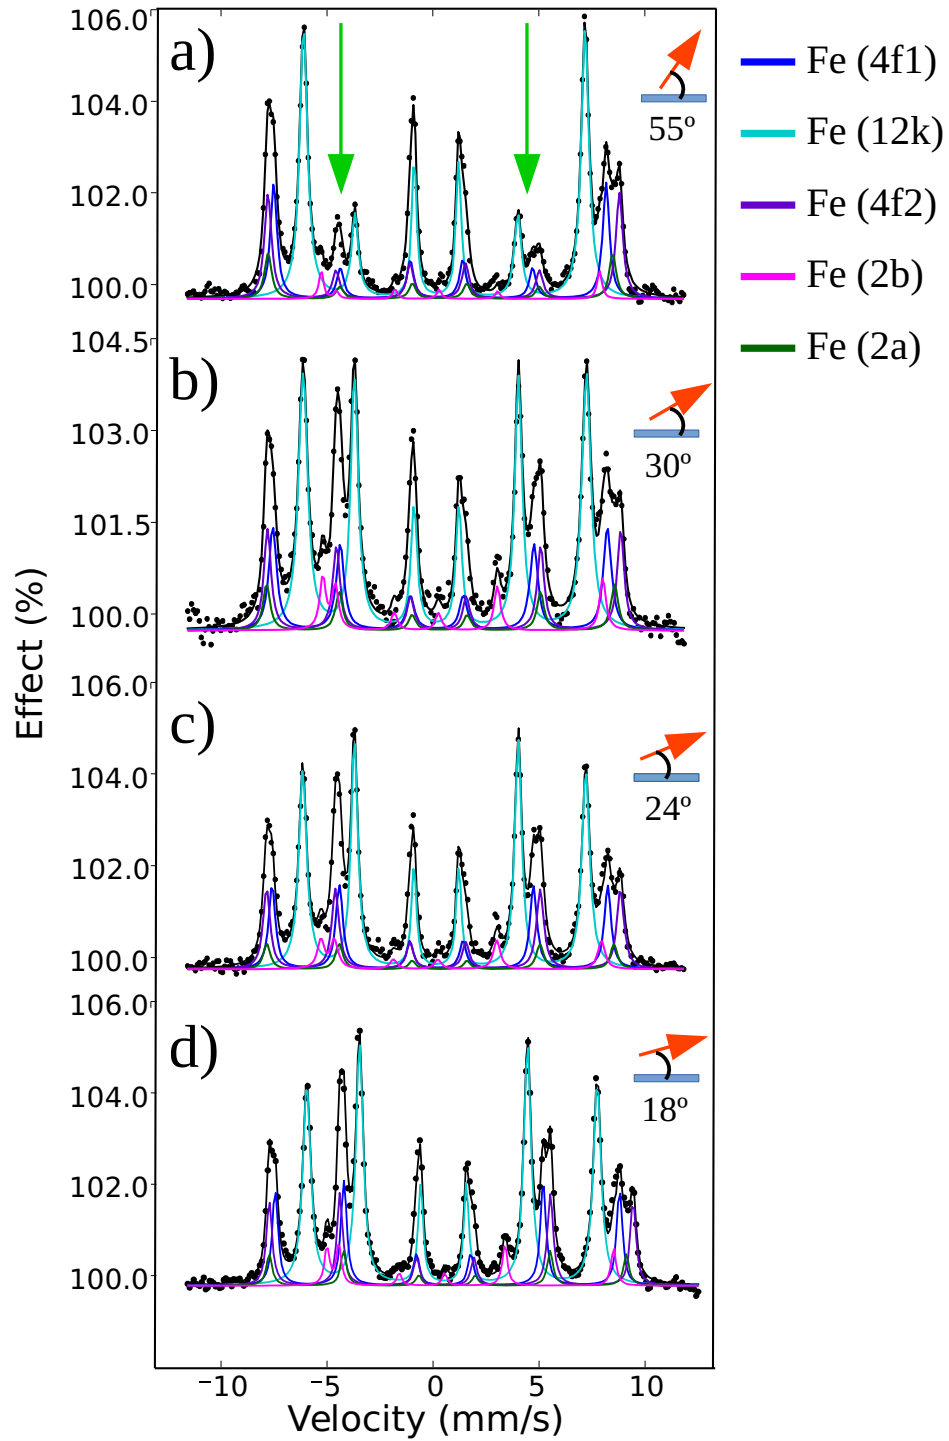 a)
106.0
104.0
102.0
100.0
55º
Fe (4f1)
Fe (12k)
Fe (4f2)
Fe (2b)
Fe (2a)
b)
104.5
103.0
101.5
100.0
30º
c)
106.0
104.0
102.0
100.0
24º
d)
106.0
104.0
102.0
100.0
18º
Effect (%)
−10 −5 0 5 10
Velocity (mm/s)